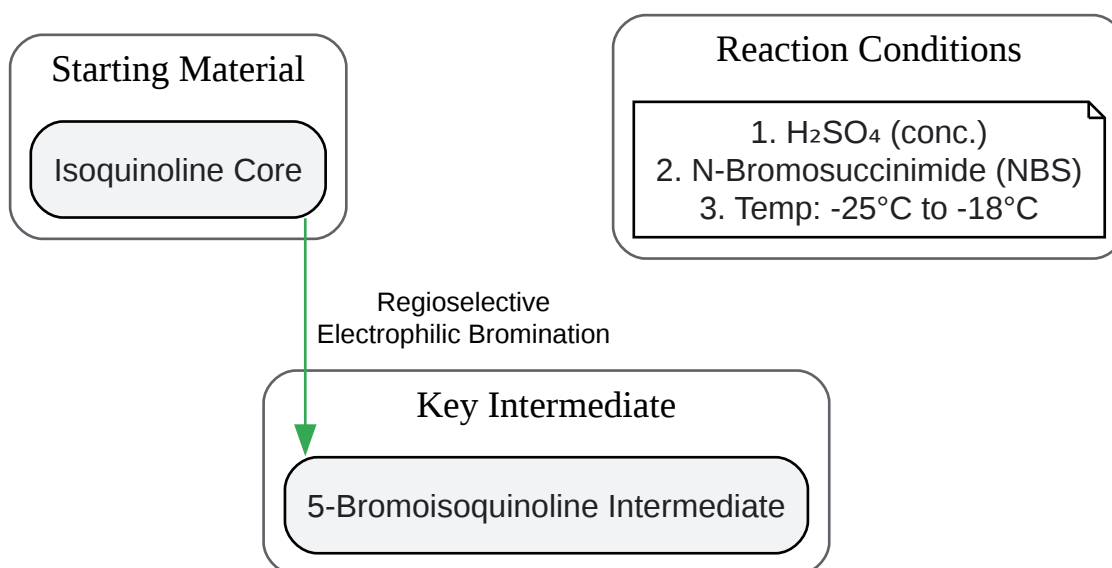 Starting Material
Isoquinoline Core
Reaction Conditions
1. H₂SO₄ (conc.)
2. N-Bromosuccinimide (NBS)
3. Temp: -25°C to -18°C
Regioselective
Electrophilic Bromination
Key Intermediate
5-Bromoisoquinoline Intermediate